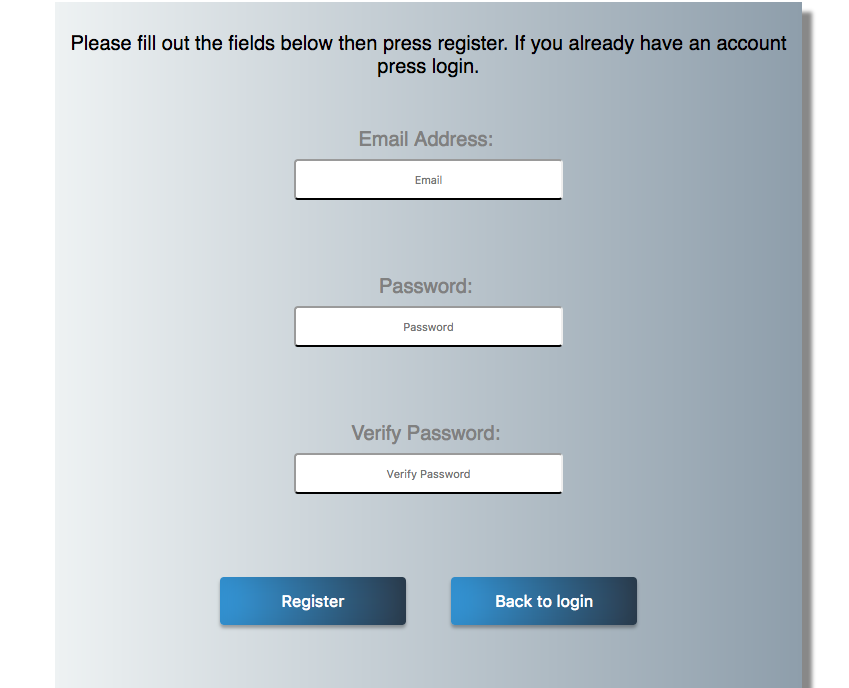 Please fill out the fields below then press register. If you already have an account
press login.
Email Address:
Email
Password:
Password
Verify Password:
Verify Password
Register
Back to login